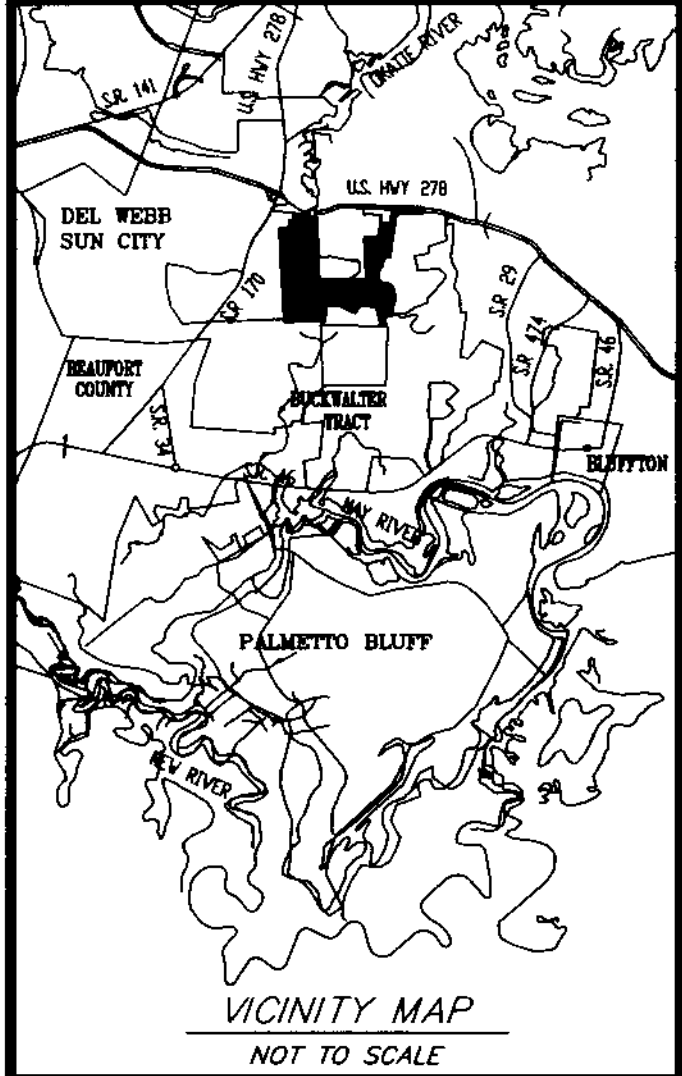 U.S. HWY 278
OKATIE RIVER
S.R. 141
U.S. HWY 278
DEL WEBB
SUN CITY
S.R. 170
S.R. 29
S.R. 474
S.R. 46
BEAUFORT
COUNTY
BUCKWALTER
TRACT
S.R. 34
BLUFFTON
S.R. 46
MAY RIVER
PALMETTO BLUFF
NEW RIVER
VICINITY MAP
NOT TO SCALE